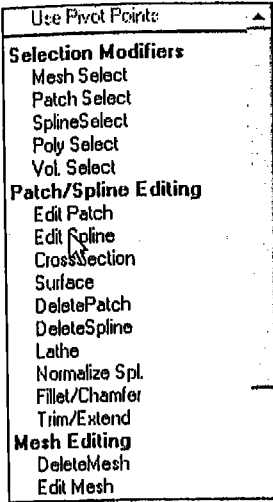 Use Pivot Points
Selection Modifiers
Mesh Select
Patch Select
SplineSelect
Poly Select
Vol. Select
Patch/Spline Editing
Edit Patch
Edit Spline
CrossSection
Surface
DeletePatch
DeleteSpline
Lathe
Normalize Spl.
Fillet/Chamfer
Trim/Extend
Mesh Editing
DeleteMesh
Edit Mesh